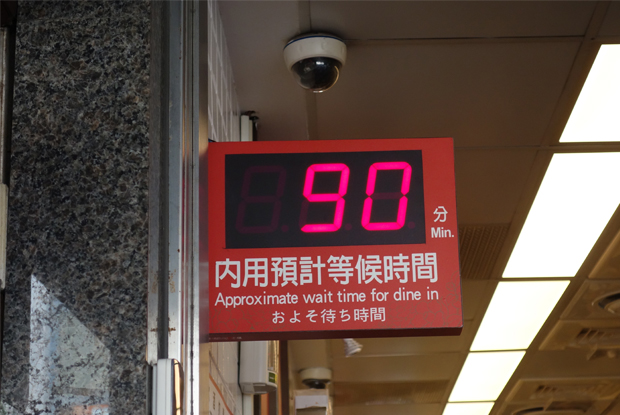 90
分
Min.
內用預計等候時間
Approximate wait time for dine in
およそ待ち時間